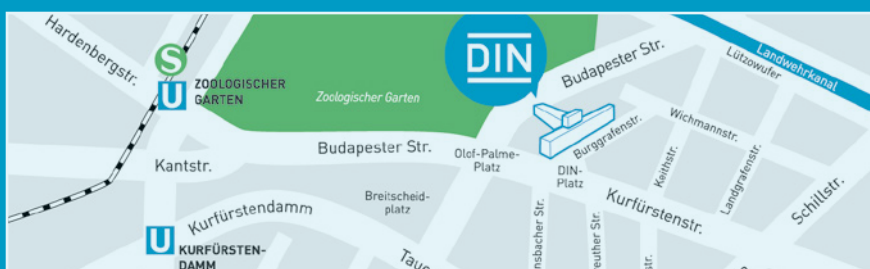 Hardenbergstr.
S
U
ZOOLOGISCHER
GARTEN
Zoologischer Garten
DIN
Budapester Str.
Landwehrkanal
Lützowufer
Wichmannstr.
Burggrafenstr.
Budapester Str.
Olof-Palme-
Platz
DIN-
Platz
Keithstr.
Landgrafenstr.
Schillstr.
Kantstr.
Breitscheid-
platz
Kurfürstendamm
Kurfürstenstr.
U
KURFÜRSTEN-
DAMM